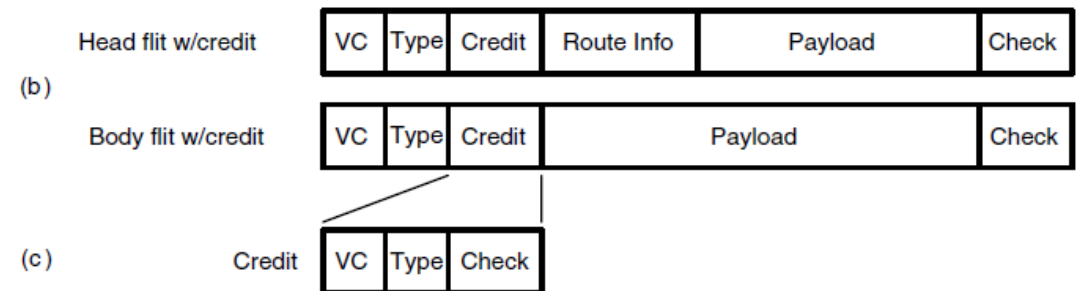 Head flit w/credit VC Type Credit Route Info Payload Check
(b)
Body flit w/credit VC Type Credit Payload Check
(c) Credit VC Type Check